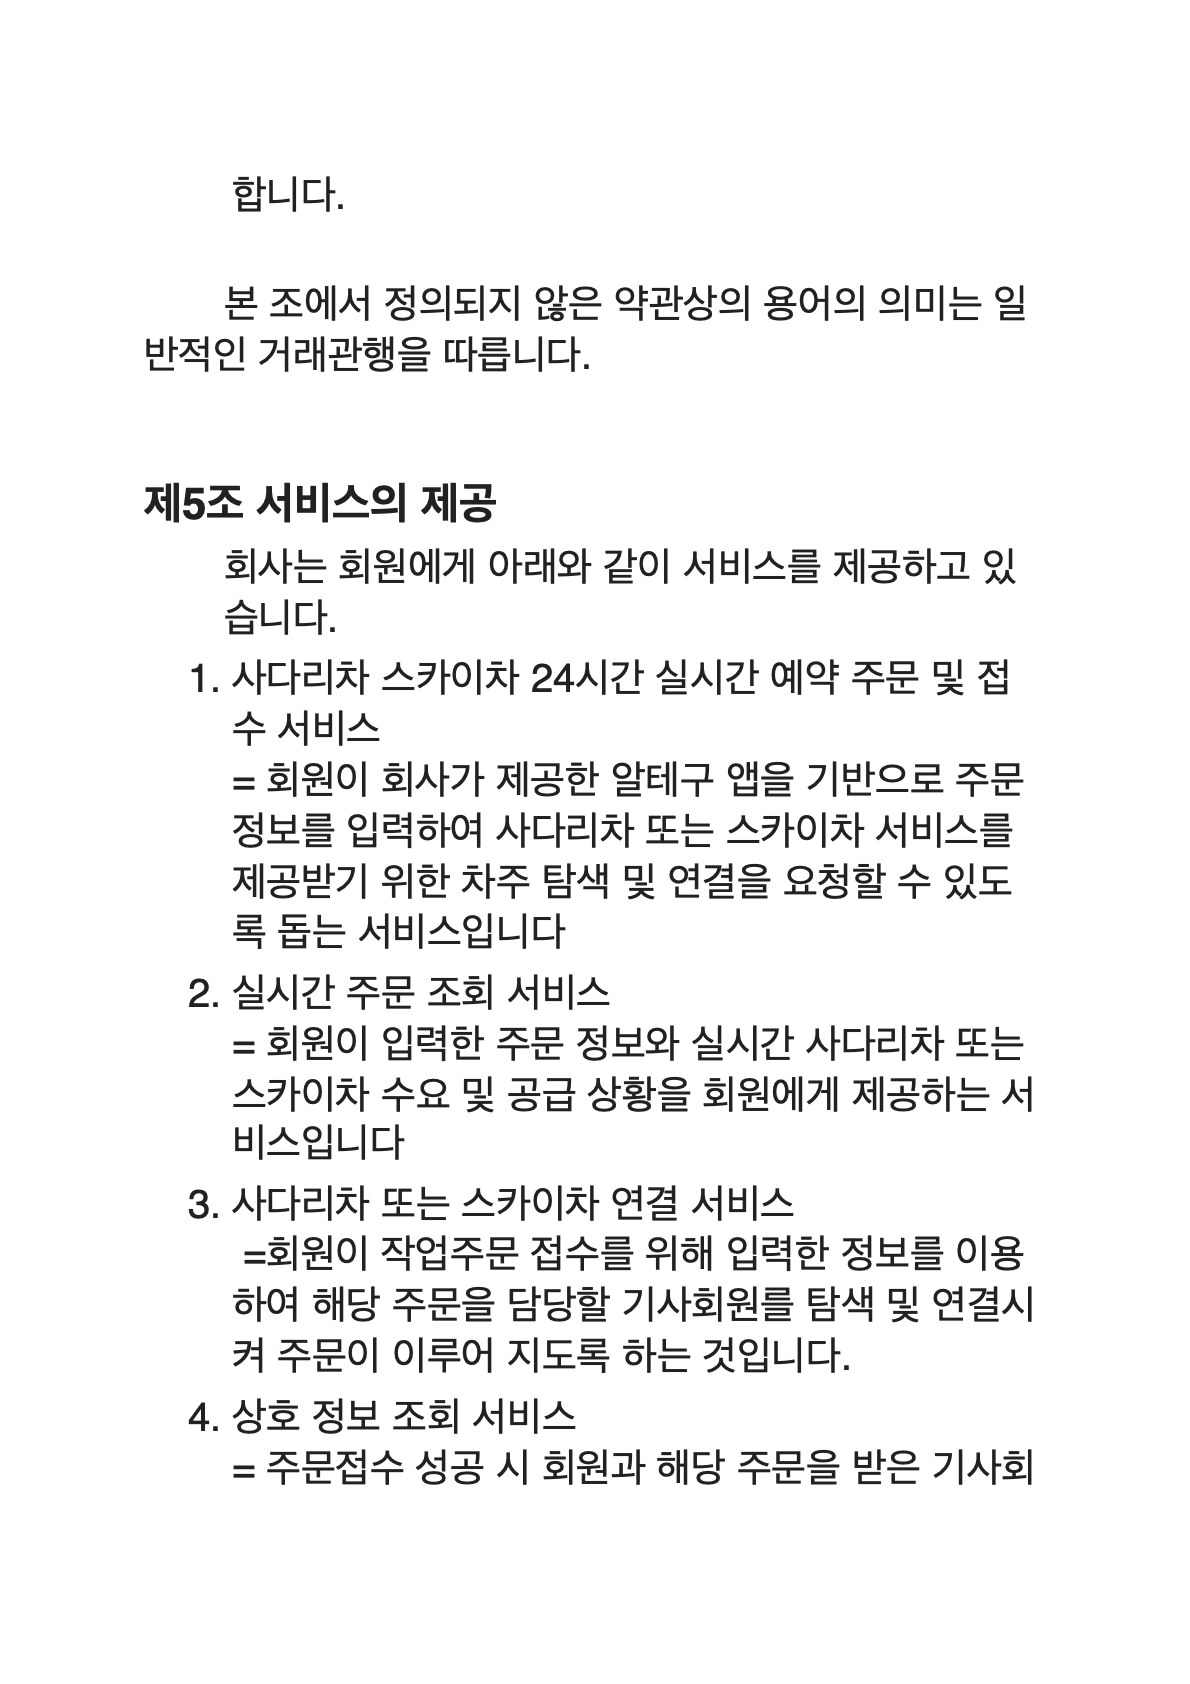 합니다.
본 조에서 정의되지 않은 약관상의 용어의 의미는 일
반적인 거래관행을 따릅니다.
제5조 서비스의 제공
회사는 회원에게 아래와 같이 서비스를 제공하고 있
습니다.
1. 사다리차 스카이차 24시간 실시간 예약 주문 및 접
수 서비스
= 회원이 회사가 제공한 알테구 앱을 기반으로 주문
정보를 입력하여 사다리차 또는 스카이차 서비스를
제공받기 위한 차주 탐색 및 연결을 요청할 수 있도
록 돕는 서비스입니다
2. 실시간 주문 조회 서비스
= 회원이 입력한 주문 정보와 실시간 사다리차 또는
스카이차 수요 및 공급 상황을 회원에게 제공하는 서
비스입니다
3. 사다리차 또는 스카이차 연결 서비스
=회원이 작업주문 접수를 위해 입력한 정보를 이용
하여 해당 주문을 담당할 기사회원를 탐색 및 연결시
켜 주문이 이루어 지도록 하는 것입니다.
4. 상호 정보 조회 서비스
= 주문접수 성공 시 회원과 해당 주문을 받은 기사회